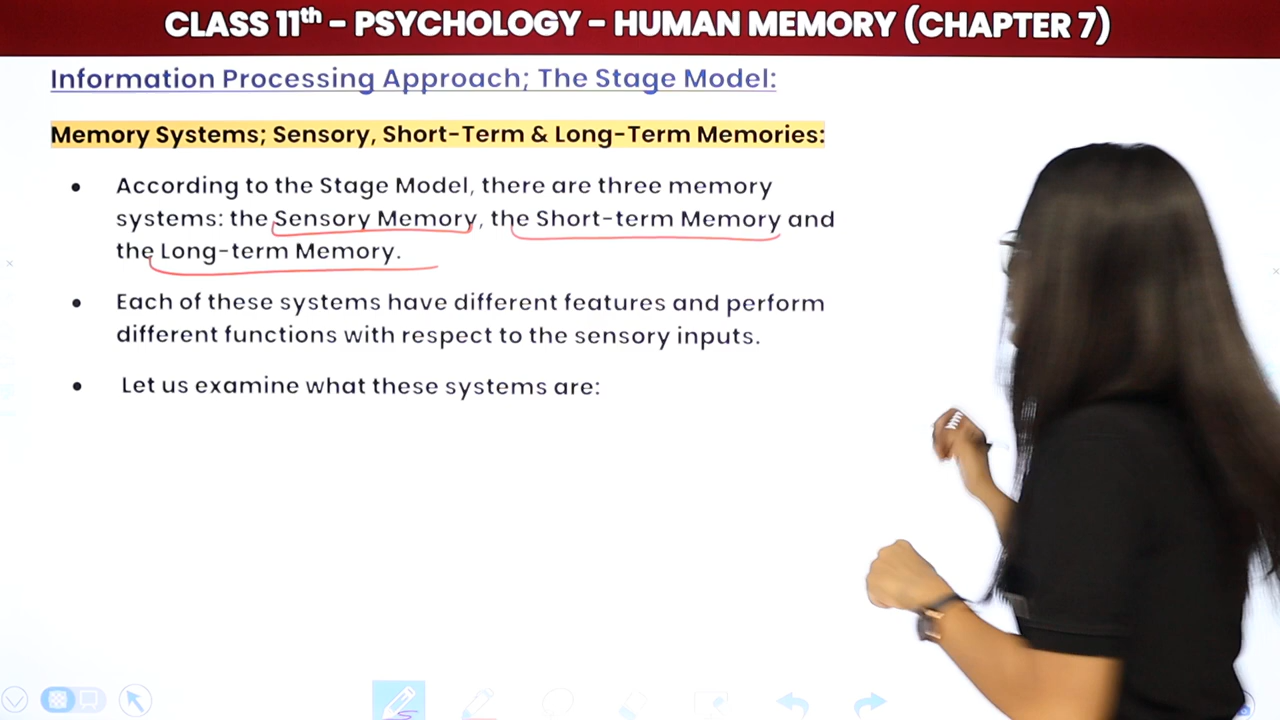 CLASS 11th - PSYCHOLOGY - HUMAN MEMORY (CHAPTER 7)
Information Processing Approach; The Stage Model:
Memory Systems; Sensory, Short-Term & Long-Term Memories:
• According to the Stage Model, there are three memory
systems: the Sensory Memory, the Short-term Memory and
the Long-term Memory.
• Each of these systems have different features and perform
different functions with respect to the sensory inputs.
• Let us examine what these systems are: